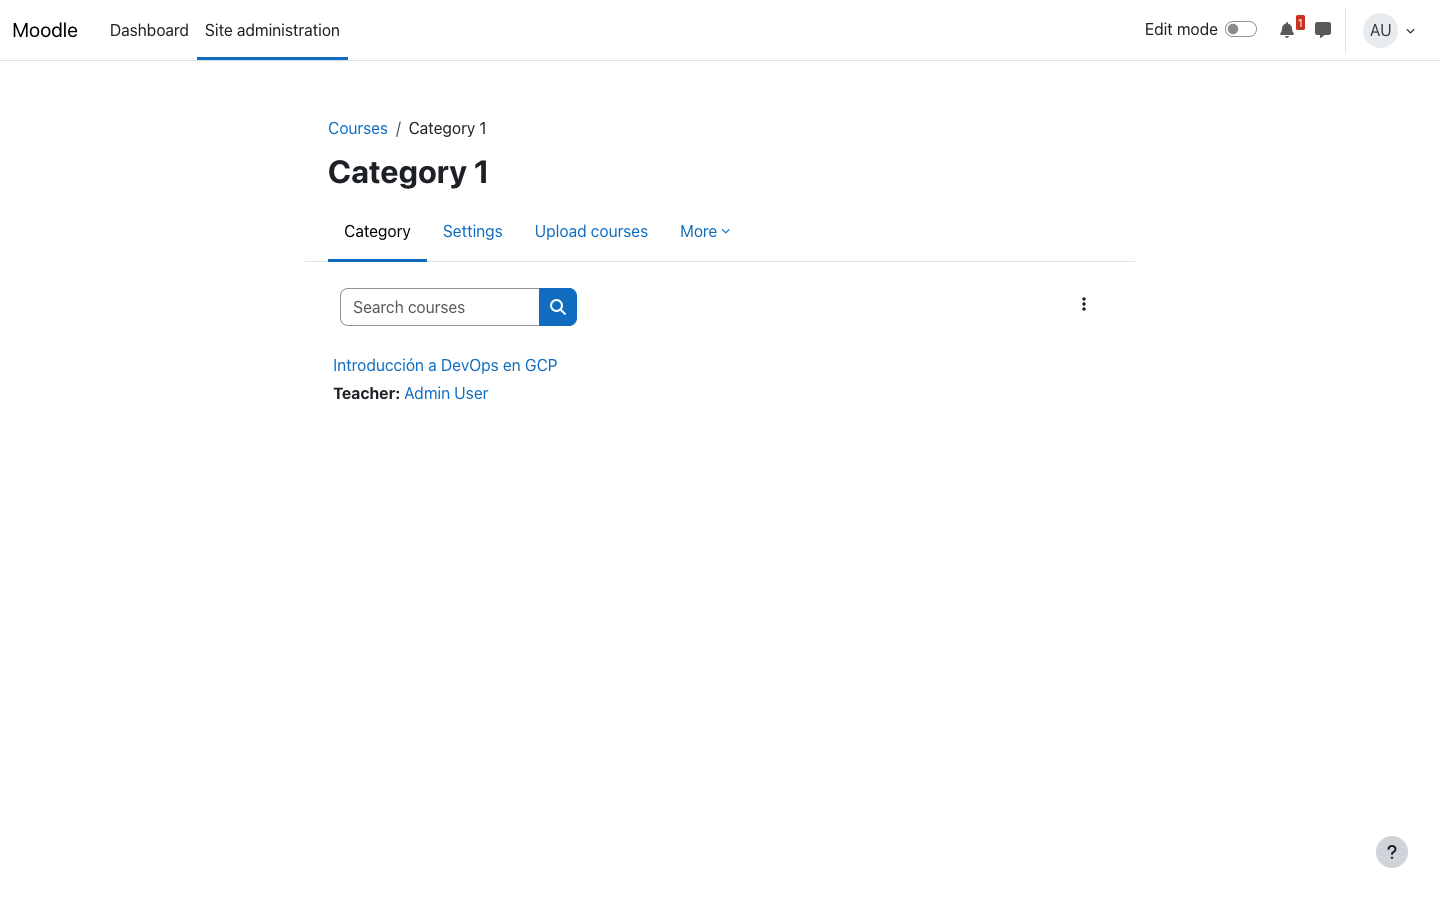 Moodle
Dashboard
Site administration
Edit mode
1
AU
Courses / Category 1
Category 1
Category
Settings
Upload courses
More
Search courses
Introducción a DevOps en GCP
Teacher: Admin User
?